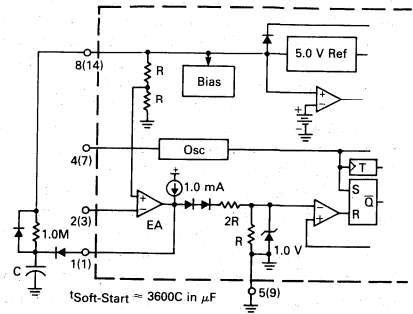 8(14)
R
R
Bias
5.0 V Ref
+
−
+
−
4(7)
Osc
T
S
Q̅
R
1.0 mA
+
+
−
EA
2(3)
2R
R
1.0 V
−
+
1.0M
1(1)
C
tSoft-Start ≈ 3600C in μF
5(9)